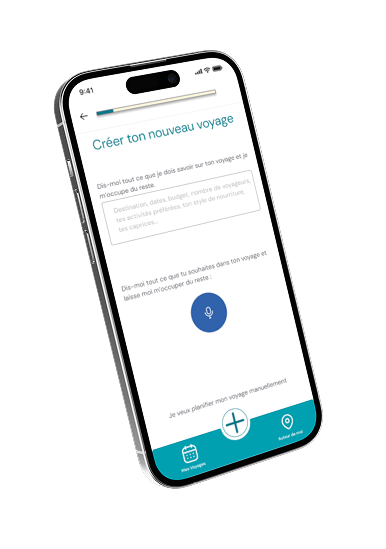 9:41
Créer ton nouveau voyage
Dis-moi tout ce que je dois savoir sur ton voyage et je
m'occupe du reste.
Destination, dates, budget, nombre de voyageurs,
tes activités préférées, ton style de nourriture,
tes caprices...
Dis-moi tout ce que tu souhaites dans ton voyage et
laisse moi m'occuper du reste :
Je veux planifier mon voyage manuellement
Mes Voyages
Autour de moi